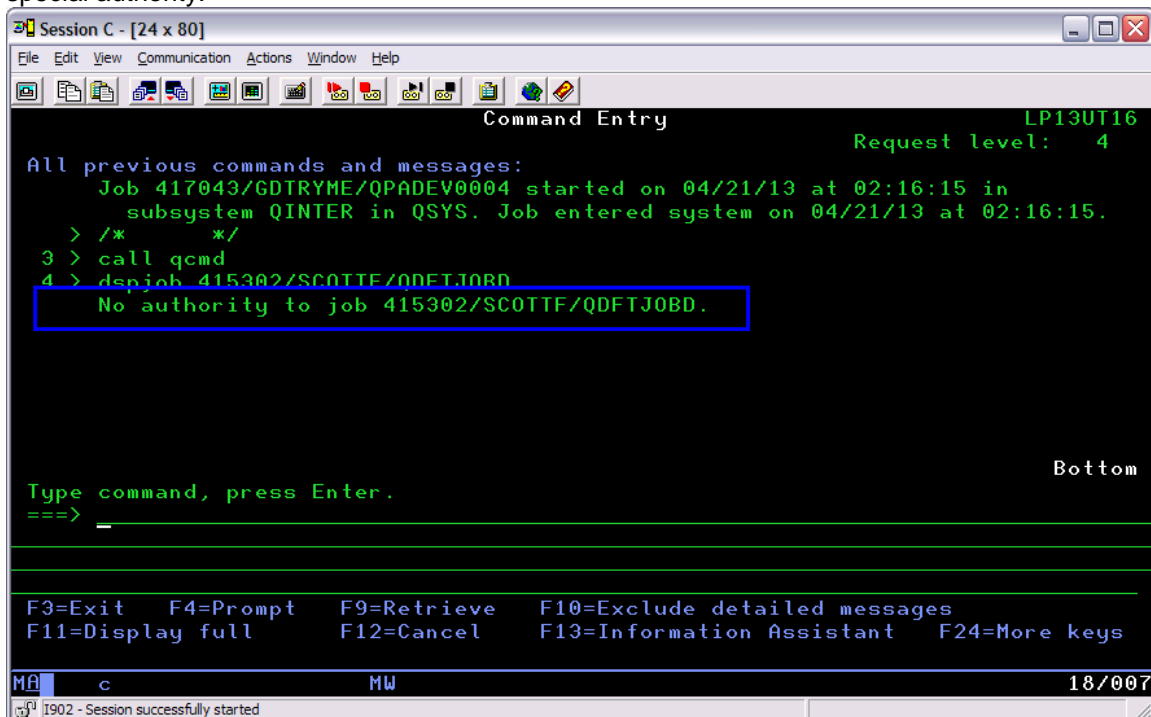 special authority.
Session C - [24 x 80]
File Edit View Communication Actions Window Help
Command Entry LP13UT16
Request level: 4
All previous commands and messages:
Job 417043/GDTRYME/QPADEV0004 started on 04/21/13 at 02:16:15 in
subsystem QINTER in QSYS. Job entered system on 04/21/13 at 02:16:15.
> /* */
3 > call qcmd
4 > dspjob 415302/SCOTTF/QDFTJOBD
No authority to job 415302/SCOTTF/QDFTJOBD.
Bottom
Type command, press Enter.
===>
F3=Exit F4=Prompt F9=Retrieve F10=Exclude detailed messages
F11=Display full F12=Cancel F13=Information Assistant F24=More keys
MA c MW 18/007
I902 - Session successfully started